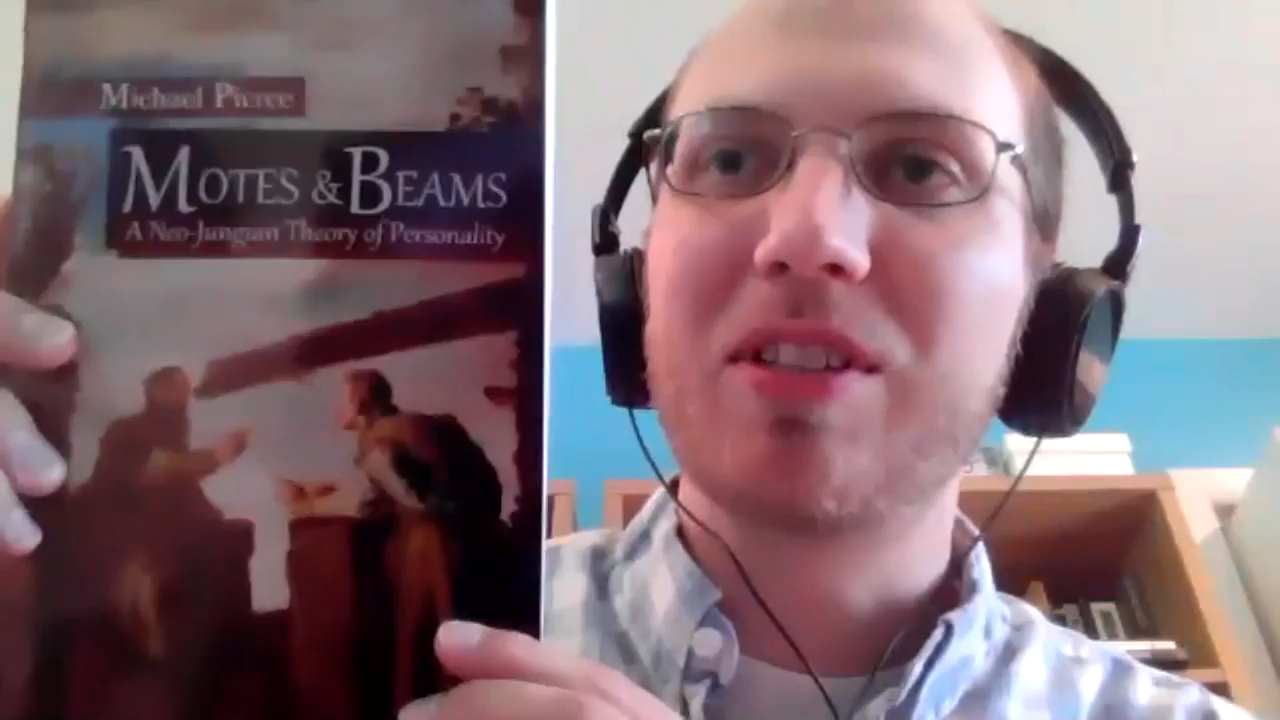 Michael Pierce
MOTES & BEAMS
A Neo-Jungian Theory of Personality